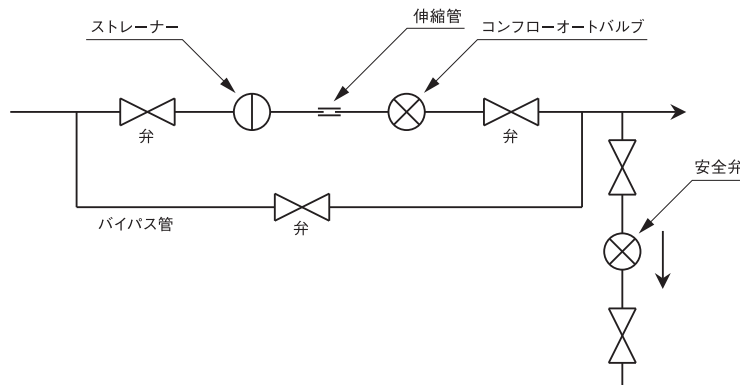 伸縮管
ストレーナー
コンフローオートバルブ
弁
弁
安全弁
バイパス管
弁